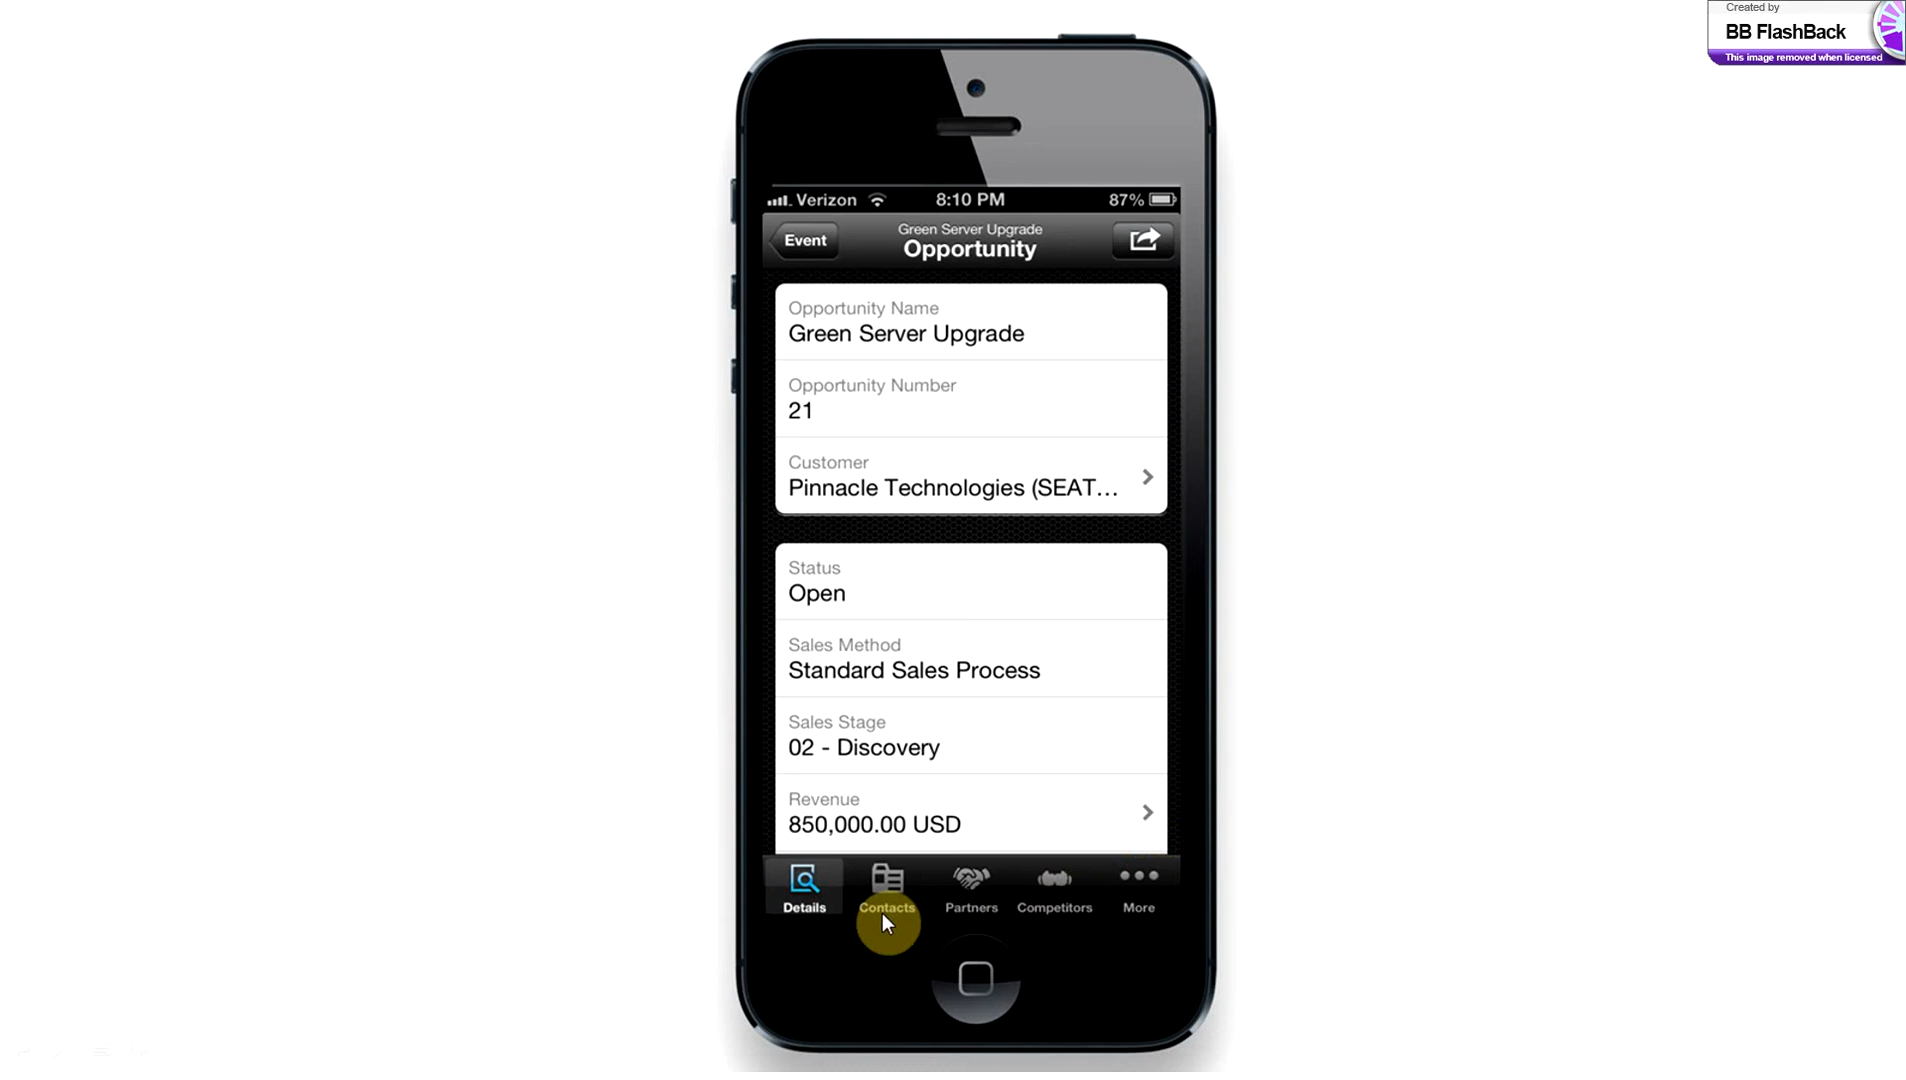 Created by
BB FlashBack
This image removed when licensed
Verizon 8:10 PM 87%
Event
Green Server Upgrade
Opportunity
Opportunity Name
Green Server Upgrade
Opportunity Number
21
Customer
Pinnacle Technologies (SEAT...
Status
Open
Sales Method
Standard Sales Process
Sales Stage
02 - Discovery
Revenue
850,000.00 USD
Details Contacts Partners Competitors More